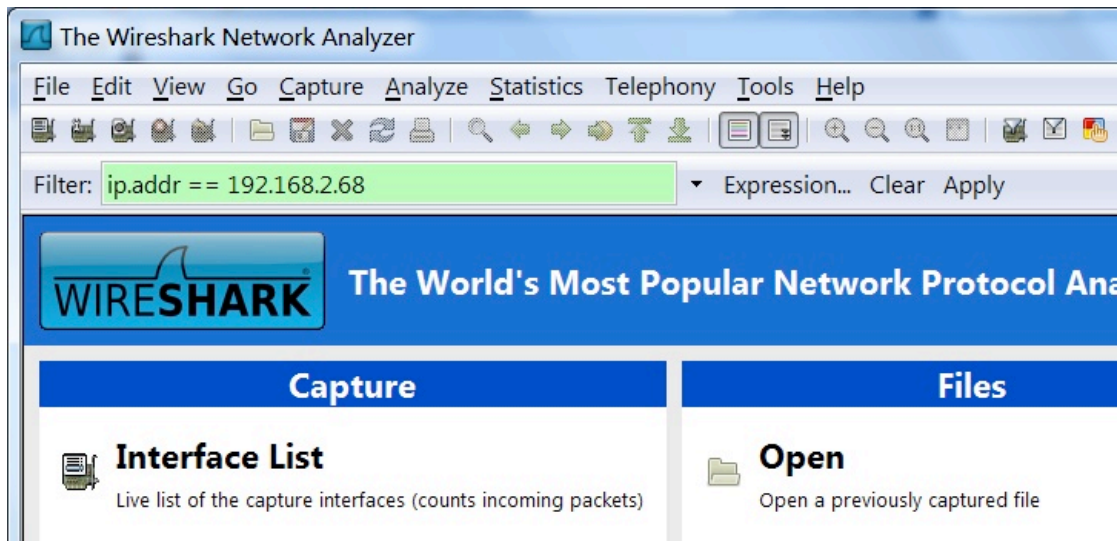 The Wireshark Network Analyzer
File Edit View Go Capture Analyze Statistics Telephony Tools Help
Filter: ip.addr == 192.168.2.68 Expression... Clear Apply
WIRESHARK®
The World's Most Popular Network Protocol Ana
Capture
Files
Interface List
Live list of the capture interfaces (counts incoming packets)
Open
Open a previously captured file